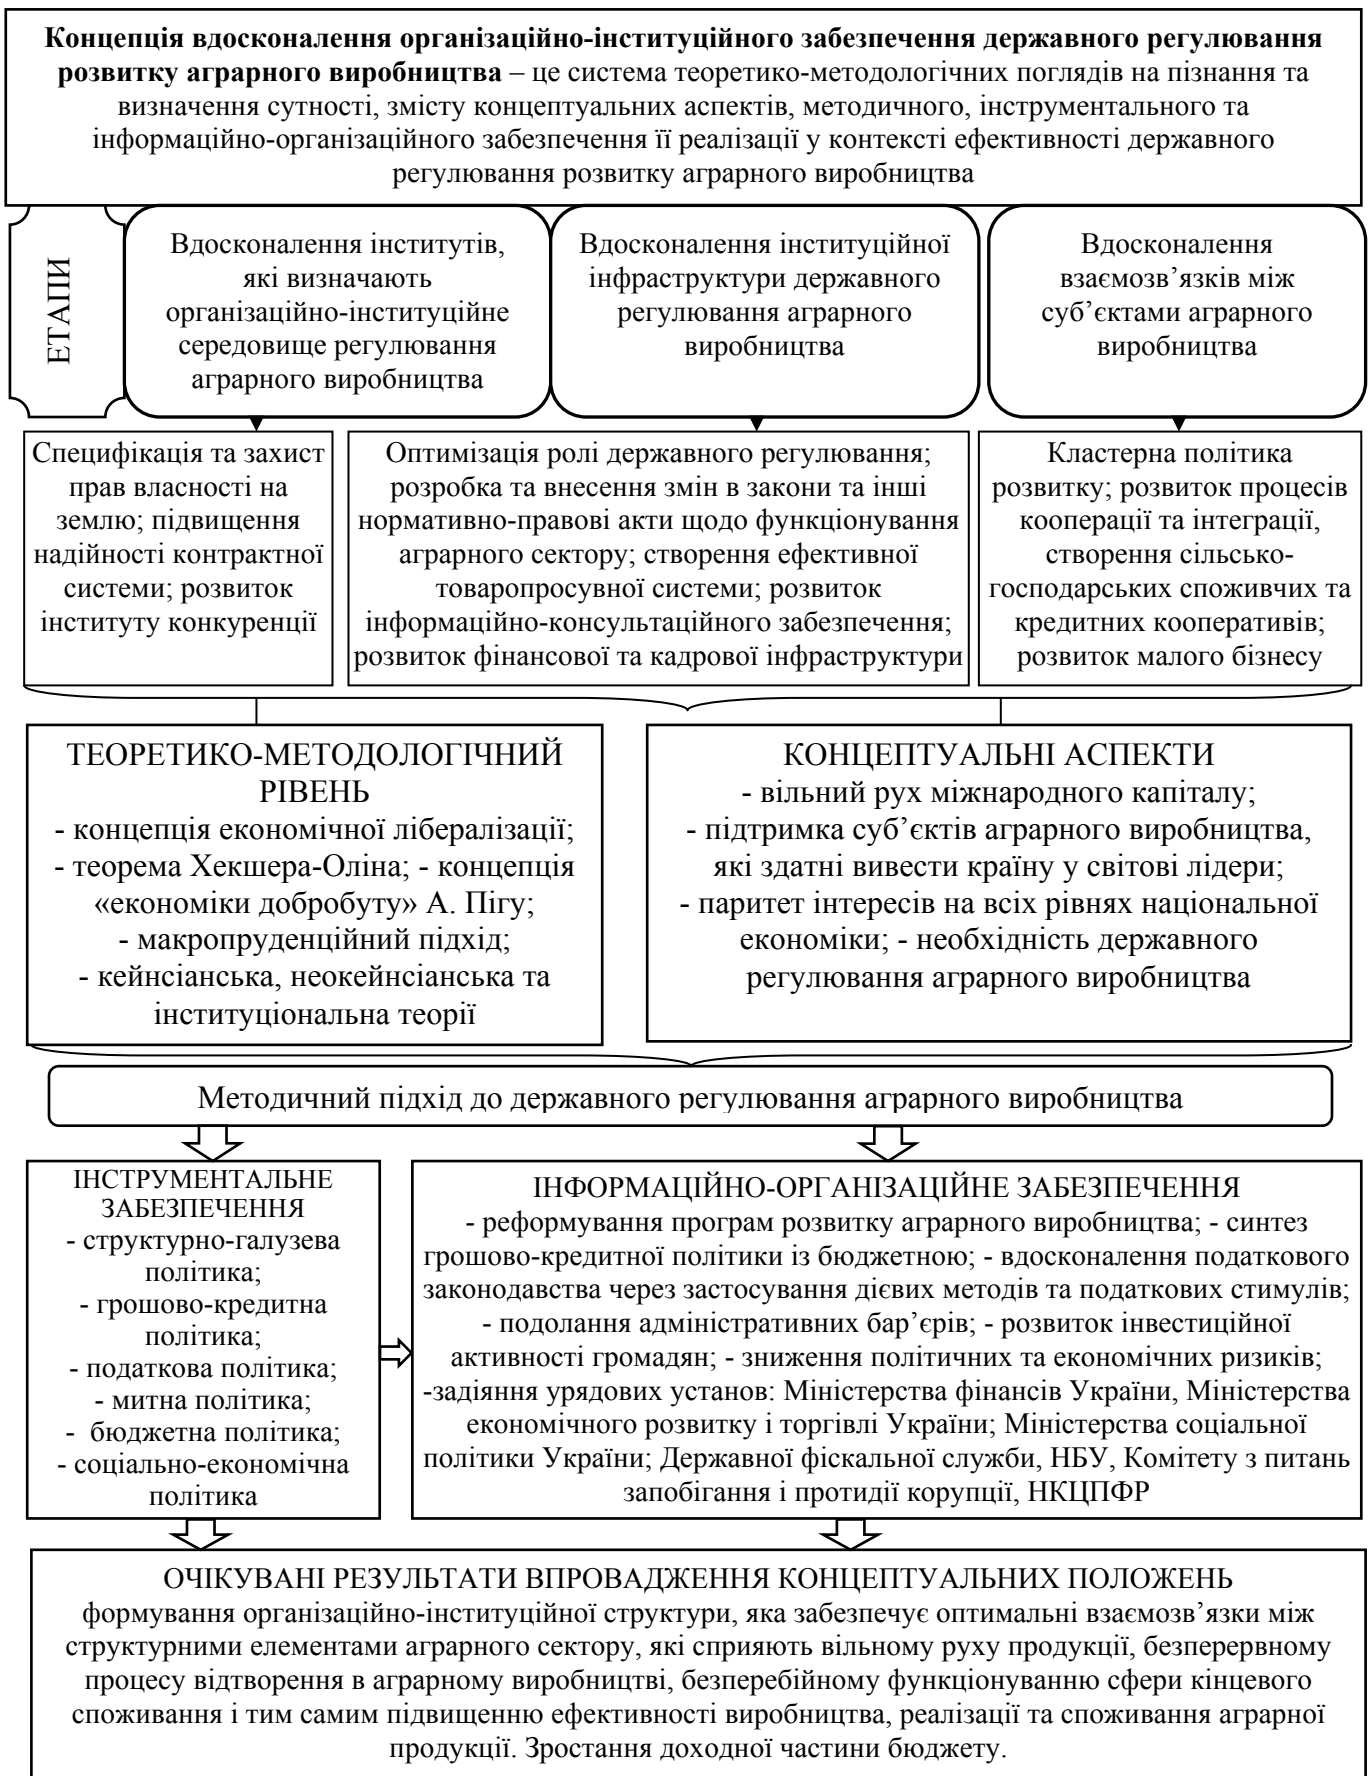 Концепція вдосконалення організаційно-інституційного забезпечення державного регулювання
розвитку аграрного виробництва – це система теоретико-методологічних поглядів на пізнання та
визначення сутності, змісту концептуальних аспектів, методичного, інструментального та
інформаційно-організаційного забезпечення її реалізації у контексті ефективності державного
регулювання розвитку аграрного виробництва
ЕТАПИ
Вдосконалення інститутів,
які визначають
організаційно-інституційне
середовище регулювання
аграрного виробництва
Вдосконалення інституційної
інфраструктури державного
регулювання аграрного
виробництва
Вдосконалення
взаємозв’язків між
суб’єктами аграрного
виробництва
Специфікація та захист
прав власності на
землю; підвищення
надійності контрактної
системи; розвиток
інституту конкуренції
Оптимізація ролі державного регулювання;
розробка та внесення змін в закони та інші
нормативно-правові акти щодо функціонування
аграрного сектору; створення ефективної
товаропросувної системи; розвиток
інформаційно-консультаційного забезпечення;
розвиток фінансової та кадрової інфраструктури
Кластерна політика
розвитку; розвиток процесів
кооперації та інтеграції,
створення сільсько-
господарських споживчих та
кредитних кооперативів;
розвиток малого бізнесу
ТЕОРЕТИКО-МЕТОДОЛОГІЧНИЙ
РІВЕНЬ
- концепція економічної лібералізації;
- теорема Хекшера-Оліна; - концепція
«економіки добробуту» А. Пігу;
- макропруденційний підхід;
- кейнсіанська, неокейнсіанська та
інституціональна теорії
КОНЦЕПТУАЛЬНІ АСПЕКТИ
- вільний рух міжнародного капіталу;
- підтримка суб’єктів аграрного виробництва,
які здатні вивести країну у світові лідери;
- паритет інтересів на всіх рівнях національної
економіки; - необхідність державного
регулювання аграрного виробництва
Методичний підхід до державного регулювання аграрного виробництва
ІНСТРУМЕНТАЛЬНЕ
ЗАБЕЗПЕЧЕННЯ
- структурно-галузева
політика;
- грошово-кредитна
політика;
- податкова політика;
- митна політика;
- бюджетна політика;
- соціально-економічна
політика
ІНФОРМАЦІЙНО-ОРГАНІЗАЦІЙНЕ ЗАБЕЗПЕЧЕННЯ
- реформування програм розвитку аграрного виробництва; - синтез
грошово-кредитної політики із бюджетною; - вдосконалення податкового
законодавства через застосування дієвих методів та податкових стимулів;
- подолання адміністративних бар’єрів; - розвиток інвестиційної
активності громадян; - зниження політичних та економічних ризиків;
-задіяння урядових установ: Міністерства фінансів України, Міністерства
економічного розвитку і торгівлі України; Міністерства соціальної
політики України; Державної фіскальної служби, НБУ, Комітету з питань
запобігання і протидії корупції, НКЦПФР
ОЧІКУВАНІ РЕЗУЛЬТАТИ ВПРОВАДЖЕННЯ КОНЦЕПТУАЛЬНИХ ПОЛОЖЕНЬ
формування організаційно-інституційної структури, яка забезпечує оптимальні взаємозв’язки між
структурними елементами аграрного сектору, які сприяють вільному руху продукції, безперервному
процесу відтворення в аграрному виробництві, безперебійному функціонуванню сфери кінцевого
споживання і тим самим підвищенню ефективності виробництва, реалізації та споживання аграрної
продукції. Зростання доходної частини бюджету.